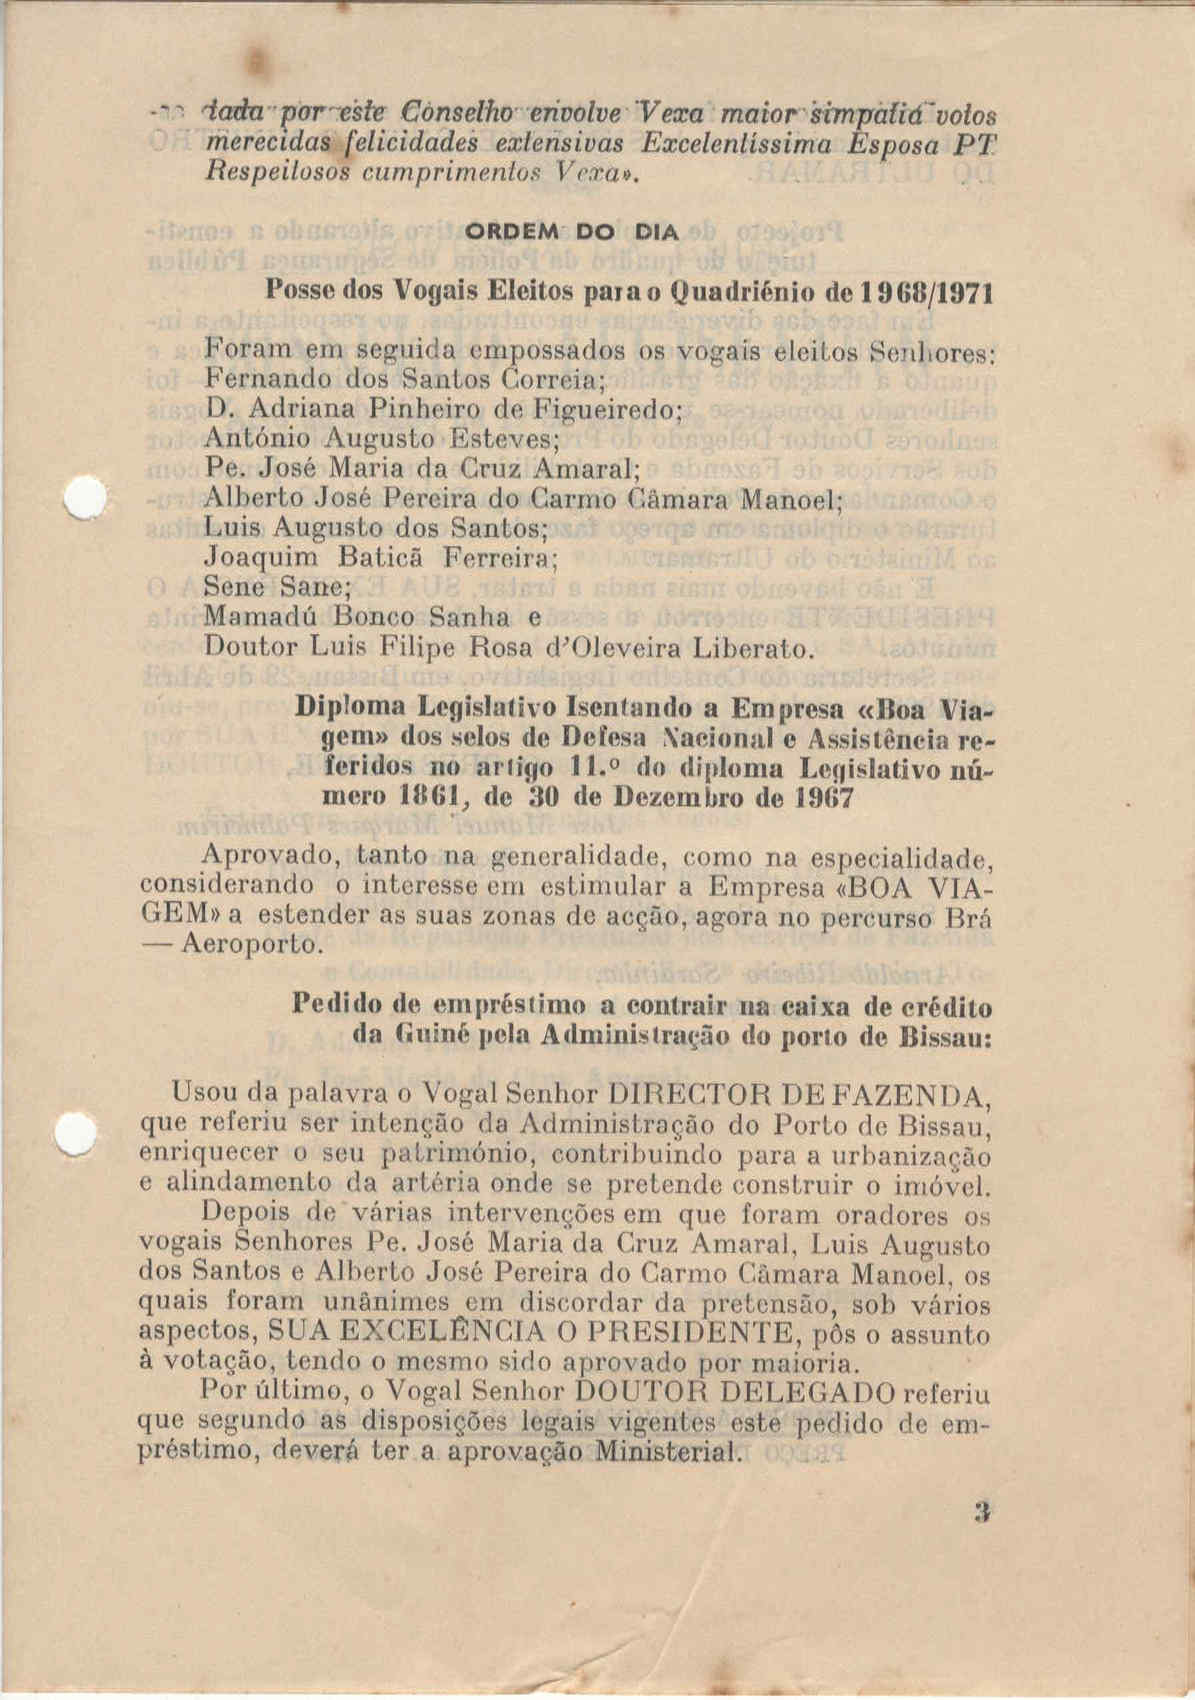 tada por este Conselho envolve Vexa maior simpatia votos
merecidas felicidades extensivas Excelentíssima Esposa PT
Respeitosos cumprimentos Vexa».
ORDEM DO DIA
Posse dos Vogais Eleitos para o Quadriénio de 1968/1971
Foram em seguida empossados os vogais eleitos Senhores:
Fernando dos Santos Correia;
D. Adriana Pinheiro de Figueiredo;
António Augusto Esteves;
Pe. José Maria da Cruz Amaral;
Alberto José Pereira do Carmo Câmara Manoel;
Luis Augusto dos Santos;
Joaquim Baticã Ferreira;
Sene Sane;
Mamadú Bonco Sanha e
Doutor Luis Filipe Rosa d'Oleveira Liberato.
Diploma Legislativo Isentando a Empresa «Boa Via-
gem» dos selos de Defesa Nacional e Assistência re-
feridos no artigo 11.º do diploma Legislativo nú-
mero 1861, de 30 de Dezembro de 1967
Aprovado, tanto na generalidade, como na especialidade,
considerando o interesse em estimular a Empresa «BOA VIA-
GEM» a estender as suas zonas de acção, agora no percurso Brá
— Aeroporto.
Pedido de empréstimo a contrair na caixa de crédito
da Guiné pela Administração do porto de Bissau:
Usou da palavra o Vogal Senhor DIRECTOR DE FAZENDA,
que referiu ser intenção da Administração do Porto de Bissau,
enriquecer o seu património, contribuindo para a urbanização
e alindamento da artéria onde se pretende construir o imóvel.
Depois de várias intervenções em que foram oradores os
vogais Senhores Pe. José Maria da Cruz Amaral, Luis Augusto
dos Santos e Alberto José Pereira do Carmo Câmara Manoel, os
quais foram unânimes em discordar da pretensão, sob vários
aspectos, SUA EXCELÊNCIA O PRESIDENTE, pôs o assunto
à votação, tendo o mesmo sido aprovado por maioria.
Por último, o Vogal Senhor DOUTOR DELEGADO referiu
que segundo as disposições legais vigentes este pedido de em-
préstimo, deverá ter a aprovação Ministerial.
3